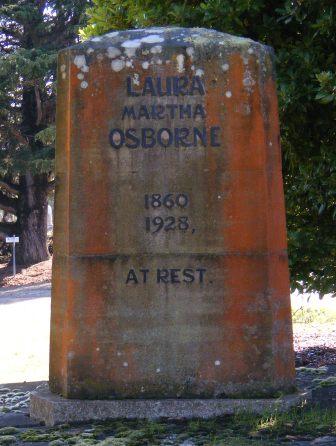 LAURA
MARTHA
OSBORNE
1860
1928,
AT REST.